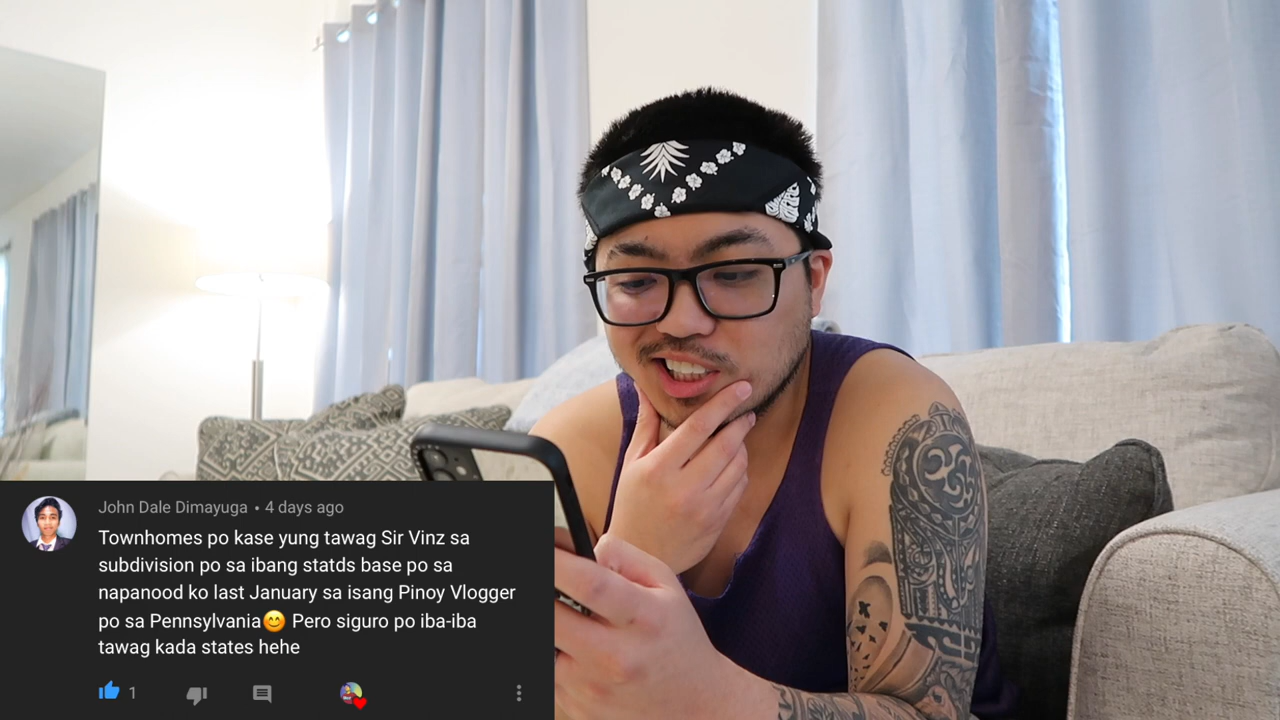 John Dale Dimayuga • 4 days ago
Townhomes po kase yung tawag Sir Vinz sa
subdivision po sa ibang statds base po sa
napanood ko last January sa isang Pinoy Vlogger
po sa Pennsylvania😊 Pero siguro po iba-iba
tawag kada states hehe
1